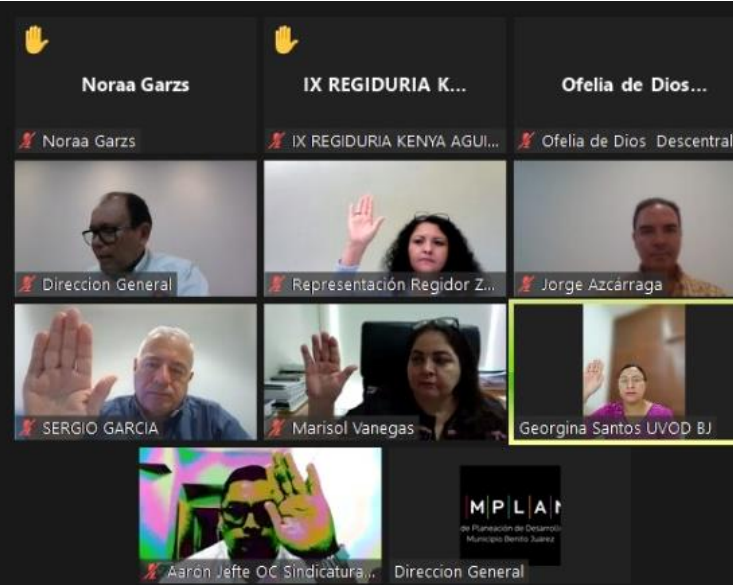 Noraa Garzs
IX REGIDURIA K...
Ofelia de Dios...
Noraa Garzs
IX REGIDURIA KENYA AGUI...
Ofelia de Dios Descentral
Direccion General
Representación Regidor Z...
Jorge Azcárraga
SERGIO GARCIA
Marisol Vanegas
Georgina Santos UVOD BJ
MPLAN
de Planeación de Desarrollo
Municipio Benito Juárez
Aarón Jefte OC Sindicatura...
Direccion General